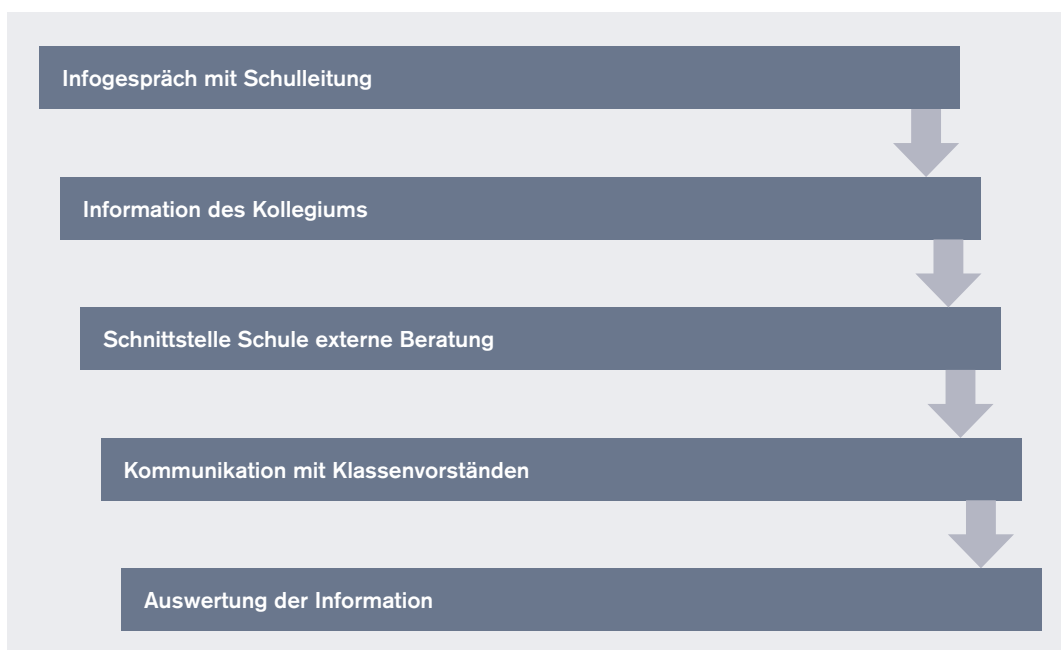 Infogespräch mit Schulleitung
Information des Kollegiums
Schnittstelle Schule externe Beratung
Kommunikation mit Klassenvorständen
Auswertung der Information